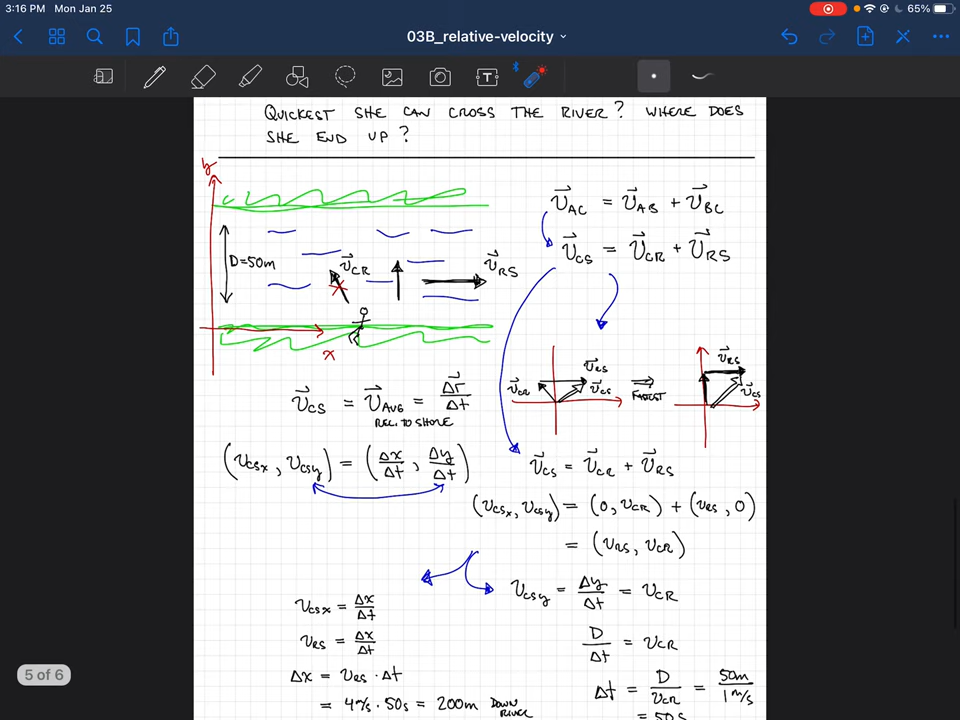 3:16 PM Mon Jan 25
65%
03B_relative-velocity
QUICKEST SHE CAN CROSS THE RIVER? WHERE DOES
SHE END UP?
y
D=50m
v⃗CR
v⃗RS
x
v⃗AC = v⃗AB + v⃗BC
v⃗CS = v⃗CR + v⃗RS
v⃗CR
v⃗RS
v⃗CS
⇒
FASTEST
v⃗RS
v⃗CS
v⃗CS = v⃗AVG = Δr⃗/Δt
REL. TO SHORE
(vCSx, vCSy) = (Δx/Δt, Δy/Δt)
v⃗CS = v⃗CR + v⃗RS
(vCSx, vCSy) = (0, vCR) + (vRS, 0)
= (vRS, vCR)
vCSy = Δy/Δt = vCR
D/Δt = vCR
Δt = D/vCR = 50m/1m/s
= 50s
vCSx = Δx/Δt
vRS = Δx/Δt
Δx = vRS · Δt
= 4m/s · 50s = 200m DOWN RIVER
5 of 6